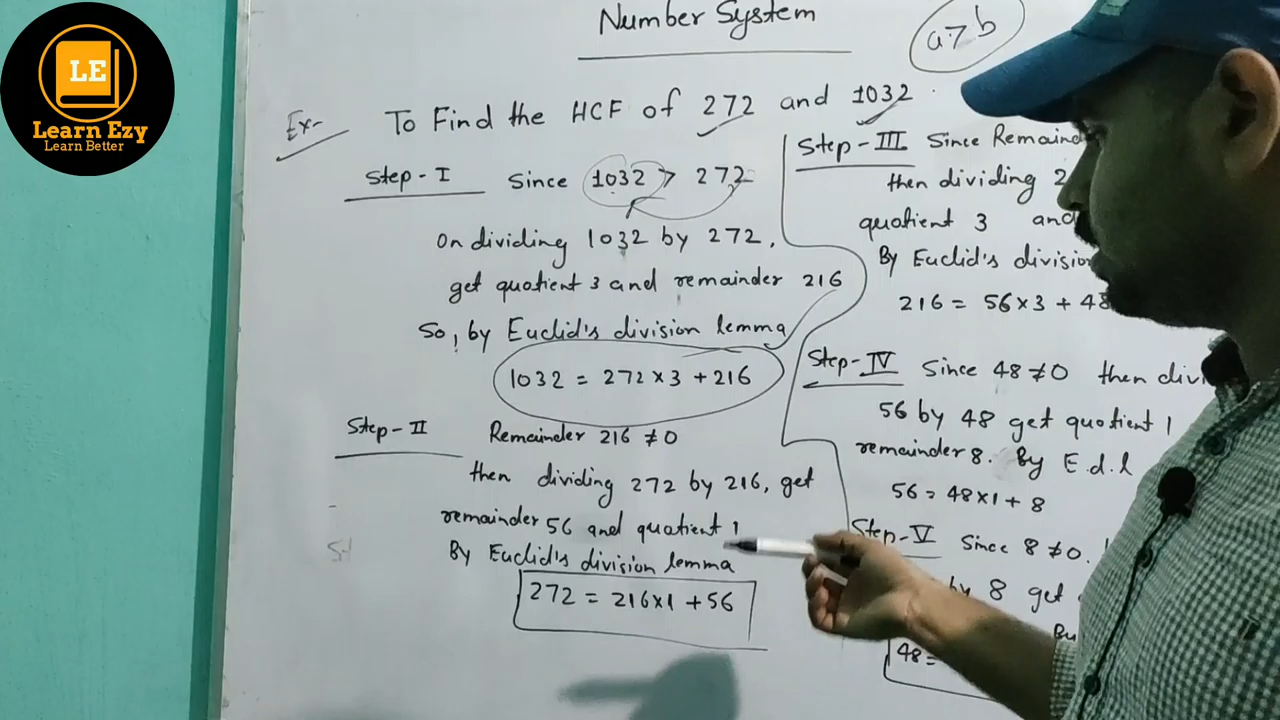 LE
Learn Ezy
Learn Better
Number System
a > b
Ex- To Find the HCF of 272 and 1032.
Step-I Since 1032 > 272
On dividing 1032 by 272,
get quotient 3 and remainder 216
So, by Euclid's division lemma
1032 = 272×3 + 216
Step-II Remainder 216 ≠ 0
then dividing 272 by 216, get
remainder 56 and quotient 1
By Euclid's division lemma
272 = 216×1 + 56
Step-III Since Remaind
then dividing 2
quotient 3 and
By Euclid's division
216 = 56×3 + 48
Step-IV Since 48 ≠ 0 then divi
56 by 48 get quotient 1
remainder 8. By E.d.l
56 = 48×1 + 8
Step-V Since 8 ≠ 0.
by 8 get
By
48 =